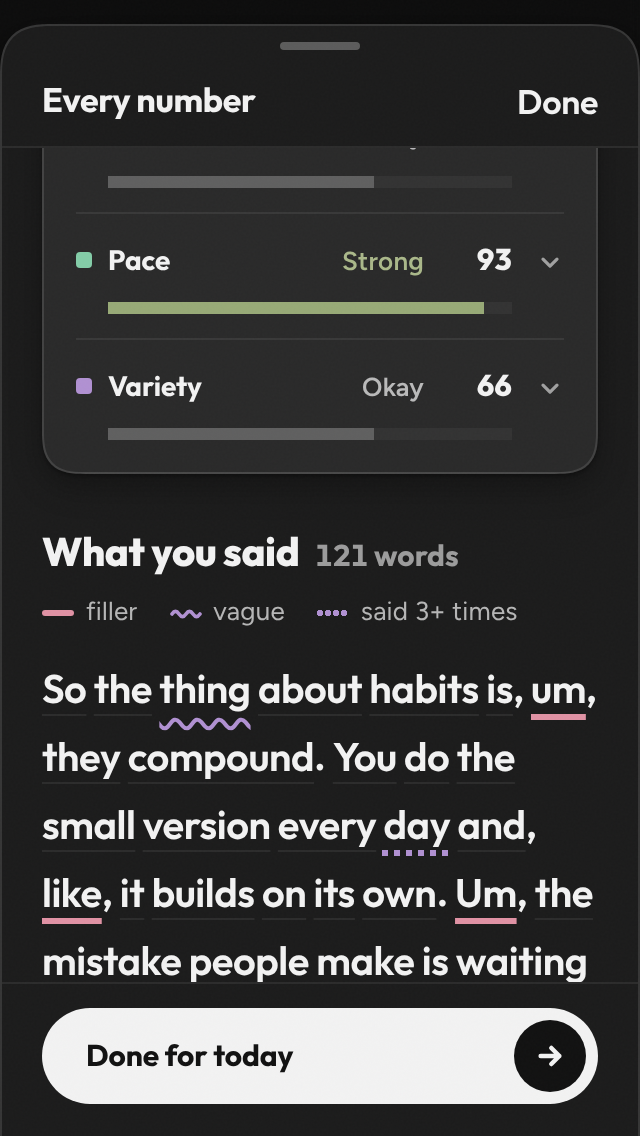 Every number
Done
Pace Strong 93
Variety Okay 66
What you said 121 words
filler vague said 3+ times
So the thing about habits is, um,
they compound. You do the
small version every day and,
like, it builds on its own. Um, the
mistake people make is waiting
Done for today